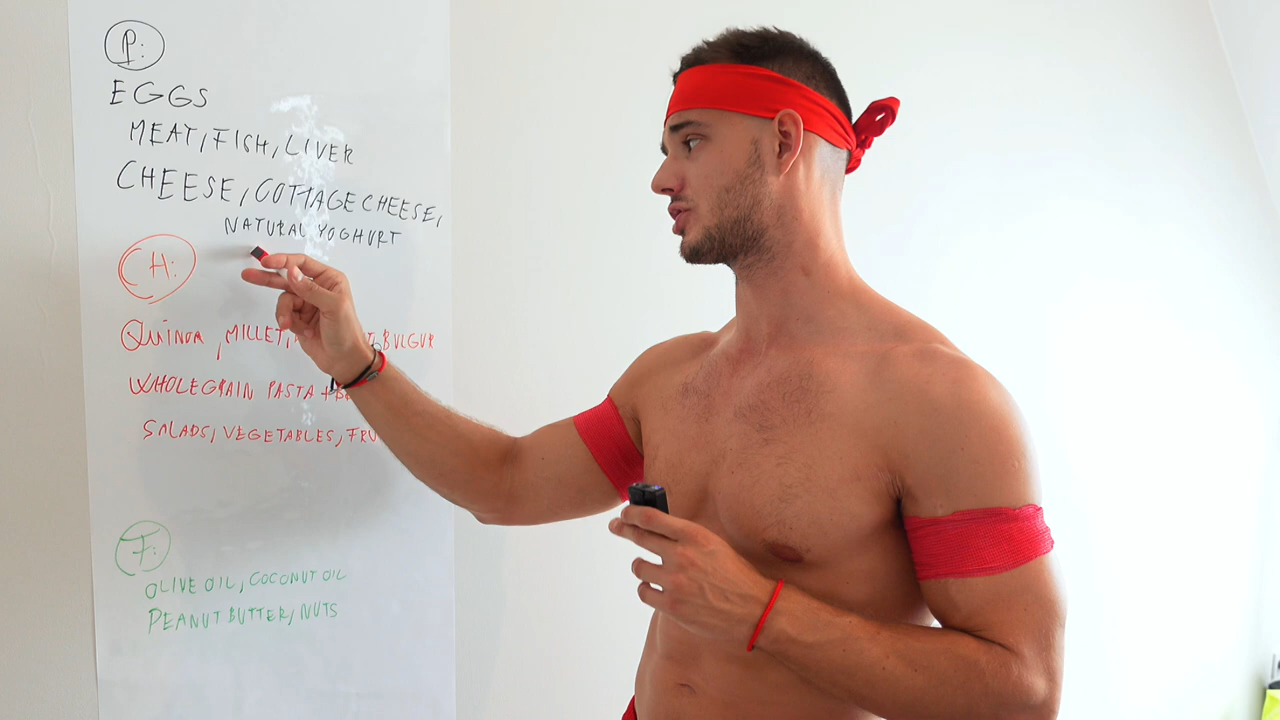 P:
EGGS
MEAT, FISH, LIVER
CHEESE, COTTAGE CHEESE,
NATURAL YOGHURT
CH:
QUINOA, MILLET, BULGUR
WHOLEGRAIN PASTA +
SALADS, VEGETABLES,
F:
OLIVE OIL, COCONUT OIL
PEANUT BUTTER, NUTS